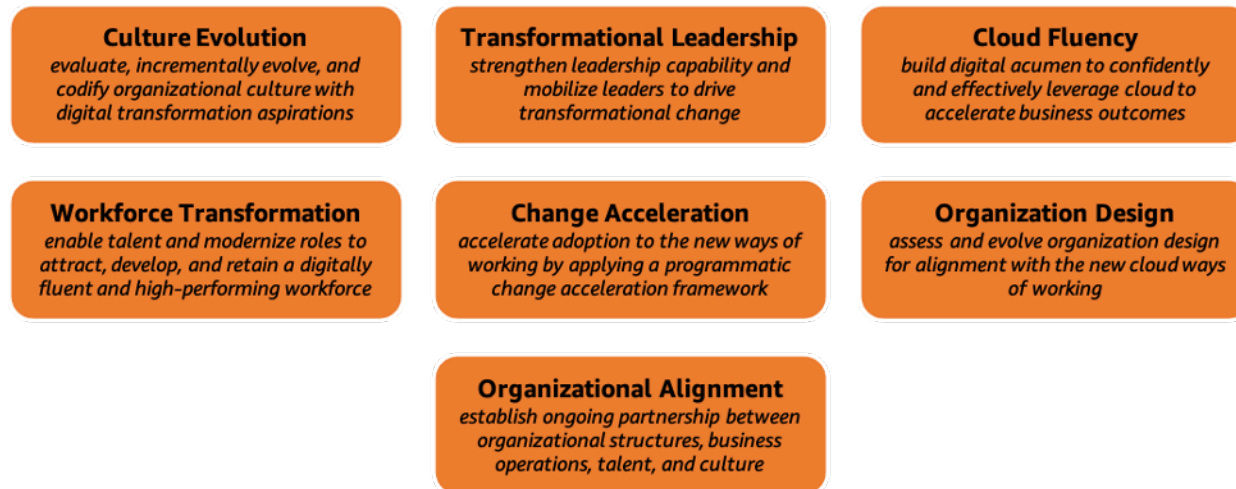 Culture Evolution
evaluate, incrementally evolve, and
codify organizational culture with
digital transformation aspirations
Transformational Leadership
strengthen leadership capability and
mobilize leaders to drive
transformational change
Cloud Fluency
build digital acumen to confidently
and effectively leverage cloud to
accelerate business outcomes
Workforce Transformation
enable talent and modernize roles to
attract, develop, and retain a digitally
fluent and high-performing workforce
Change Acceleration
accelerate adoption to the new ways of
working by applying a programmatic
change acceleration framework
Organization Design
assess and evolve organization design
for alignment with the new cloud ways
of working
Organizational Alignment
establish ongoing partnership between
organizational structures, business
operations, talent, and culture